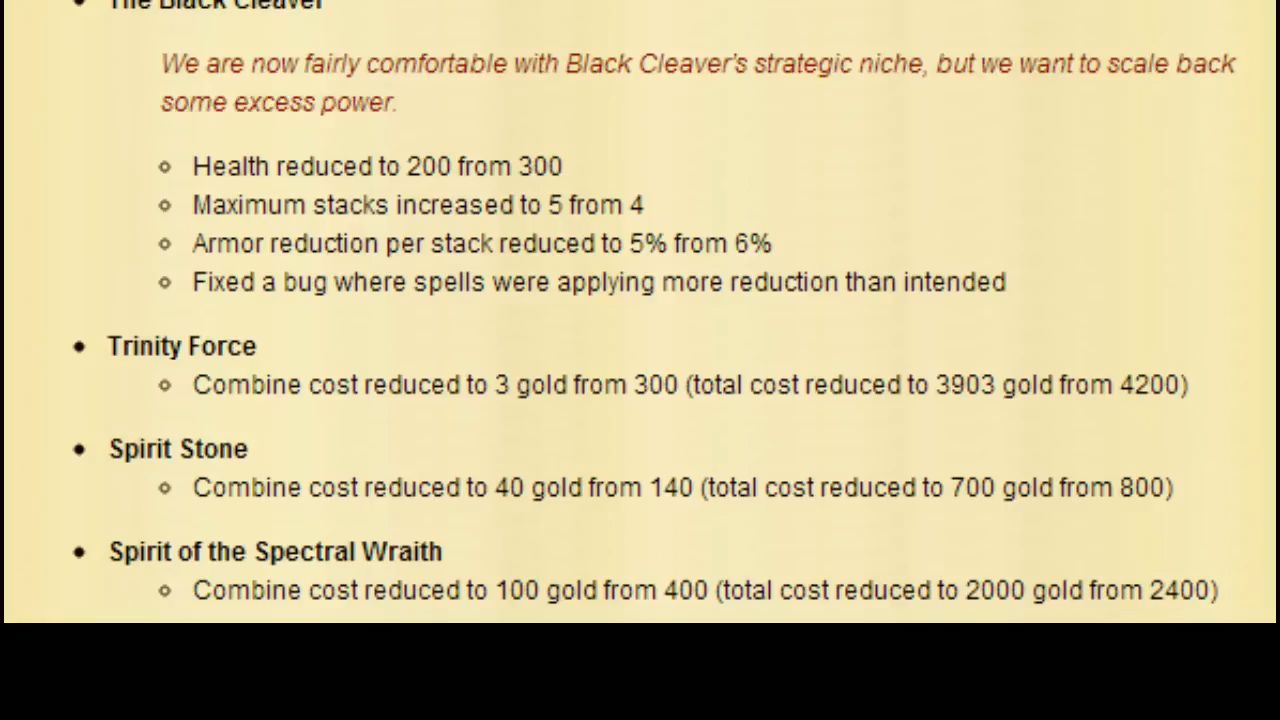 The Black Cleaver
We are now fairly comfortable with Black Cleaver's strategic niche, but we want to scale back
some excess power.
Health reduced to 200 from 300
Maximum stacks increased to 5 from 4
Armor reduction per stack reduced to 5% from 6%
Fixed a bug where spells were applying more reduction than intended
Trinity Force
Combine cost reduced to 3 gold from 300 (total cost reduced to 3903 gold from 4200)
Spirit Stone
Combine cost reduced to 40 gold from 140 (total cost reduced to 700 gold from 800)
Spirit of the Spectral Wraith
Combine cost reduced to 100 gold from 400 (total cost reduced to 2000 gold from 2400)